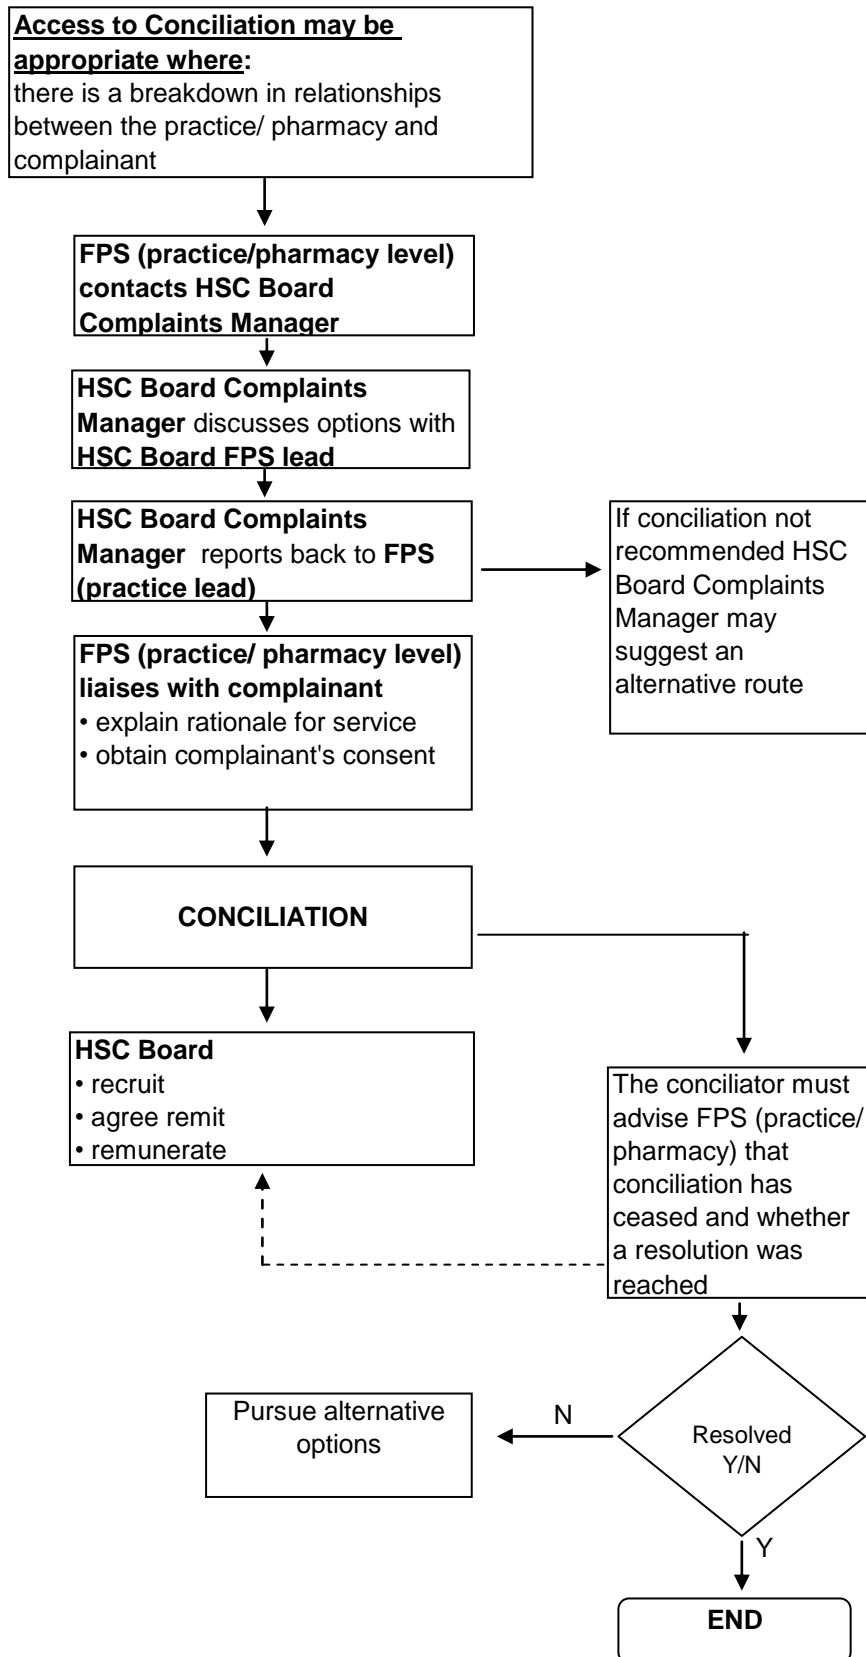 Access to Conciliation may be
appropriate where:
there is a breakdown in relationships
between the practice/ pharmacy and
complainant
FPS (practice/pharmacy level)
contacts HSC Board
Complaints Manager
HSC Board Complaints
Manager discusses options with
HSC Board FPS lead
HSC Board Complaints
Manager reports back to FPS
(practice lead)
If conciliation not
recommended HSC
Board Complaints
Manager may
suggest an
alternative route
FPS (practice/ pharmacy level)
liaises with complainant
• explain rationale for service
• obtain complainant's consent
CONCILIATION
HSC Board
• recruit
• agree remit
• remunerate
The conciliator must
advise FPS (practice/
pharmacy) that
conciliation has
ceased and whether
a resolution was
reached
Resolved
Y/N
N
Pursue alternative
options
Y
END